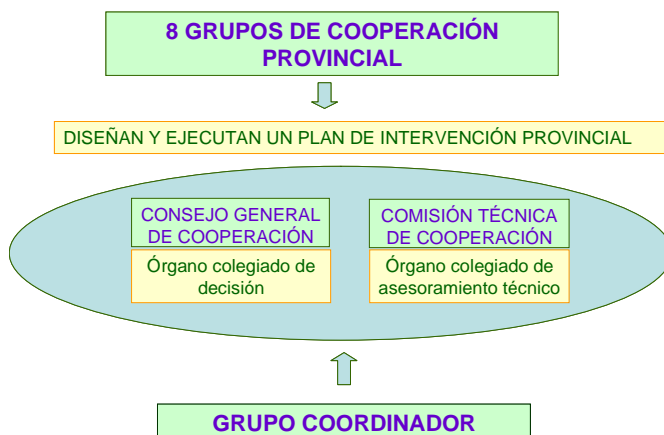 8 GRUPOS DE COOPERACIÓN
PROVINCIAL
DISEÑAN Y EJECUTAN UN PLAN DE INTERVENCIÓN PROVINCIAL
CONSEJO GENERAL
DE COOPERACIÓN
Órgano colegiado de
decisión
COMISIÓN TÉCNICA
DE COOPERACIÓN
Órgano colegiado de
asesoramiento técnico
GRUPO COORDINADOR